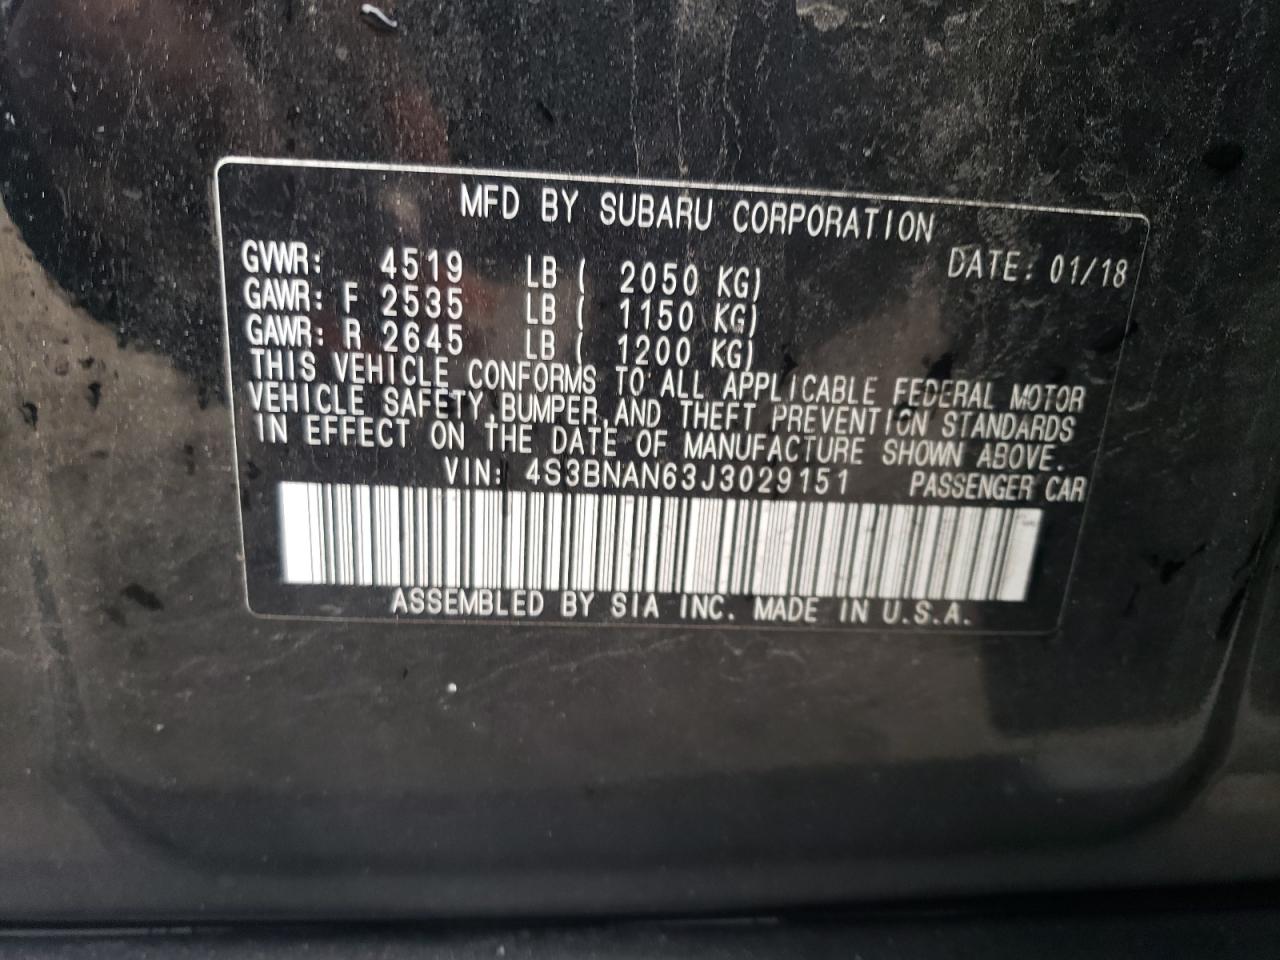 MFD BY SUBARU CORPORATION
DATE: 01/18
GVWR: 4519 LB ( 2050 KG)
GAWR: F 2535 LB ( 1150 KG)
GAWR: R 2645 LB ( 1200 KG)
THIS VEHICLE CONFORMS TO ALL APPLICABLE FEDERAL MOTOR
VEHICLE SAFETY,BUMPER,AND THEFT PREVENTION STANDARDS
IN EFFECT ON THE DATE OF MANUFACTURE SHOWN ABOVE.
VIN: 4S3BNAN63J3029151 PASSENGER CAR
ASSEMBLED BY SIA INC. MADE IN U.S.A.